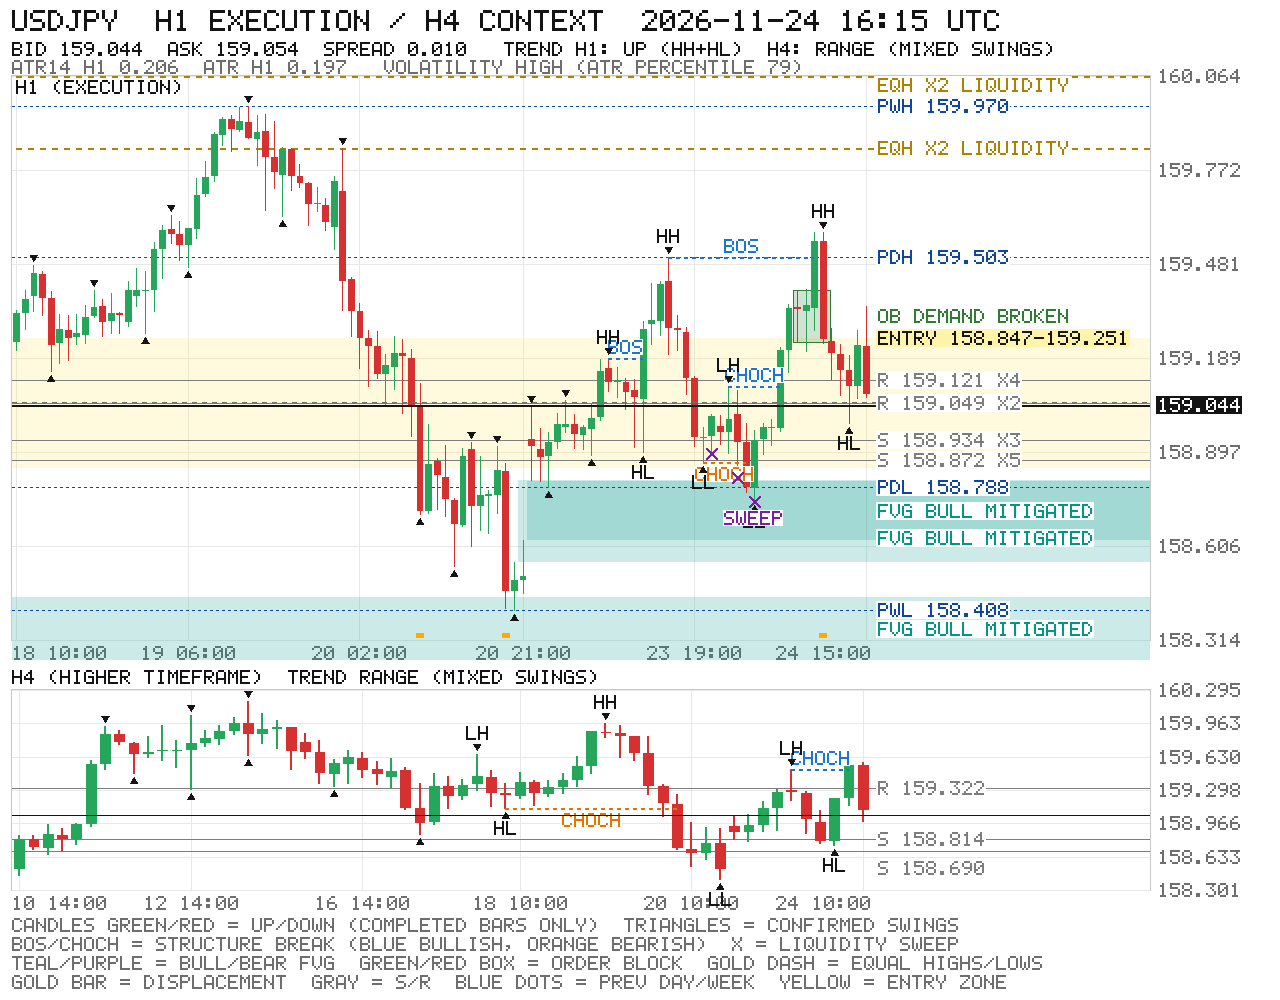 USDJPY  H1 EXECUTION / H4 CONTEXT  2026-11-24 16:15 UTC
BID 159.044  ASK 159.054  SPREAD 0.010   TREND H1: UP (HH+HL)  H4: RANGE (MIXED SWINGS)
ATR14 H1 0.206  ATR H1 0.197   VOLATILITY HIGH (ATR PERCENTILE 79)
H1 (EXECUTION)
160.064
EQH X2 LIQUIDITY
PWH 159.970
EQH X2 LIQUIDITY
159.772
HH
HH
BOS
PDH 159.503
159.481
OB DEMAND BROKEN
ENTRY 158.847-159.251
HH
BOS
159.189
LH
CHOCH
R 159.121 X4
R 159.049 X2
159.044
S 158.934 X3
HL
158.897
S 158.872 X5
HL
CHOCH
LL
PDL 158.788
FVG BULL MITIGATED
SWEEP
FVG BULL MITIGATED
158.606
PWL 158.408
FVG BULL MITIGATED
158.314
18 10:00  19 06:00  20 02:00  20 21:00  23 19:00  24 15:00
H4 (HIGHER TIMEFRAME)  TREND RANGE (MIXED SWINGS)
160.295
HH
159.963
LH
LH
CHOCH
159.630
R 159.322
159.298
CHOCH
HL
158.966
S 158.814
HL
158.633
S 158.690
158.301
LL
10 14:00  12 14:00  16 14:00  18 10:00  20 10:00  24 10:00
CANDLES GREEN/RED = UP/DOWN (COMPLETED BARS ONLY)  TRIANGLES = CONFIRMED SWINGS
BOS/CHOCH = STRUCTURE BREAK (BLUE BULLISH, ORANGE BEARISH)  X = LIQUIDITY SWEEP
TEAL/PURPLE = BULL/BEAR FVG  GREEN/RED BOX = ORDER BLOCK  GOLD DASH = EQUAL HIGHS/LOWS
GOLD BAR = DISPLACEMENT  GRAY = S/R  BLUE DOTS = PREV DAY/WEEK  YELLOW = ENTRY ZONE